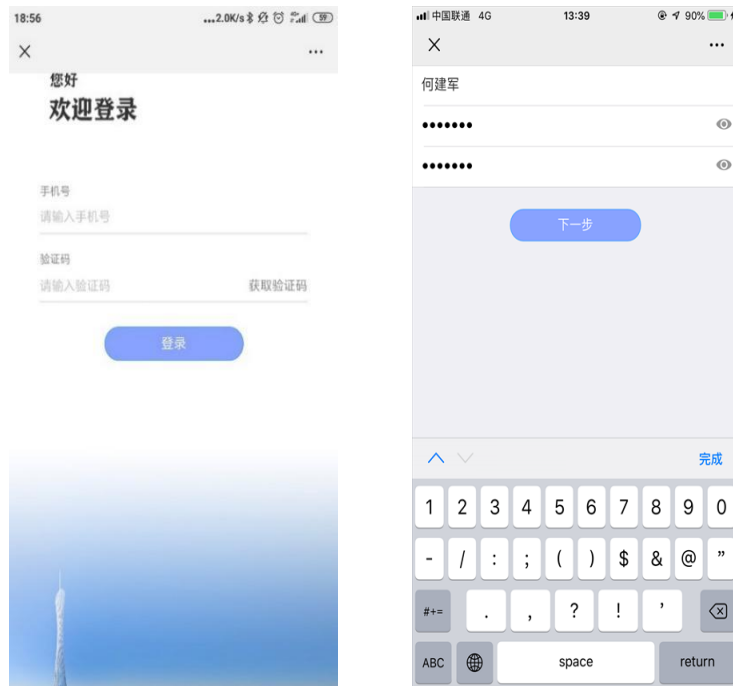 18:56
...2.0K/s
59
您好
欢迎登录
手机号
请输入手机号
验证码
请输入验证码 获取验证码
登录
中国联通 4G 13:39 90%
何建军
•••••••
•••••••
下一步
完成
1 2 3 4 5 6 7 8 9 0
- / : ; ( ) $ & @ ”
#+= . , ? ! ’
ABC space return